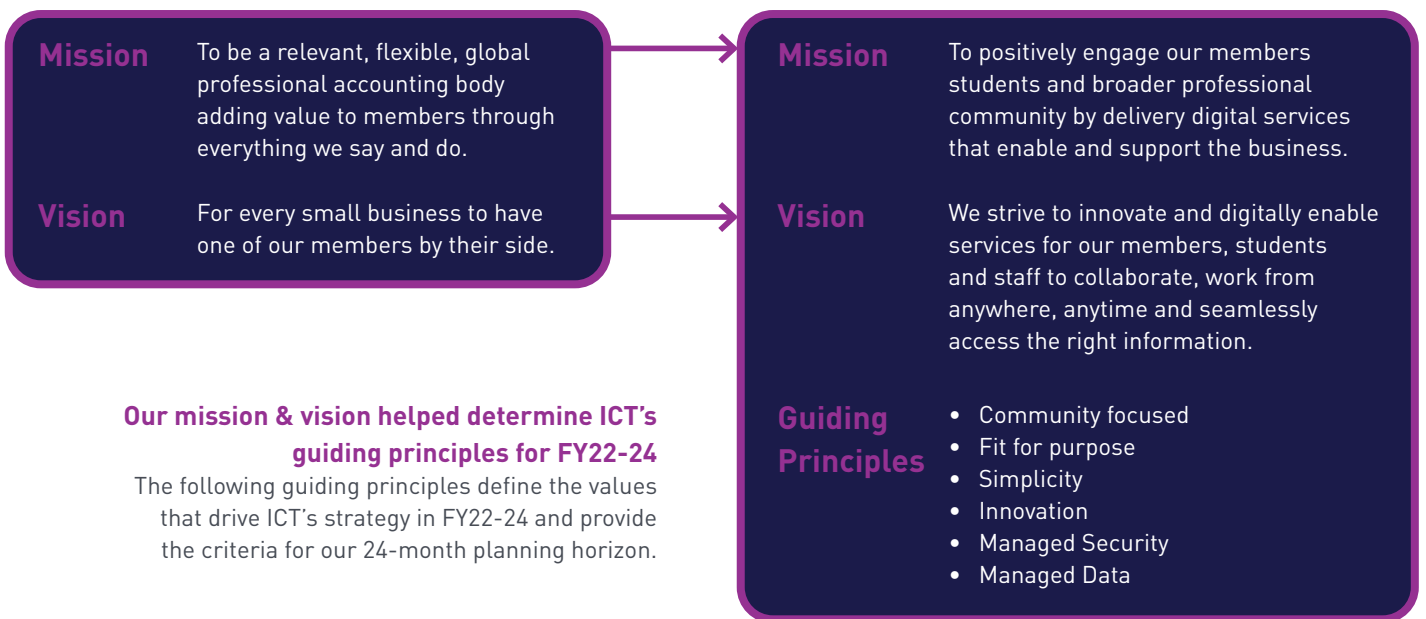 Mission
To be a relevant, flexible, global
professional accounting body
adding value to members through
everything we say and do.
Vision
For every small business to have
one of our members by their side.
Mission
To positively engage our members
students and broader professional
community by delivery digital services
that enable and support the business.
Vision
We strive to innovate and digitally enable
services for our members, students
and staff to collaborate, work from
anywhere, anytime and seamlessly
access the right information.
Our mission & vision helped determine ICT's
guiding principles for FY22-24
The following guiding principles define the values
that drive ICT's strategy in FY22-24 and provide
the criteria for our 24-month planning horizon.
Guiding
Principles
• Community focused
• Fit for purpose
• Simplicity
• Innovation
• Managed Security
• Managed Data